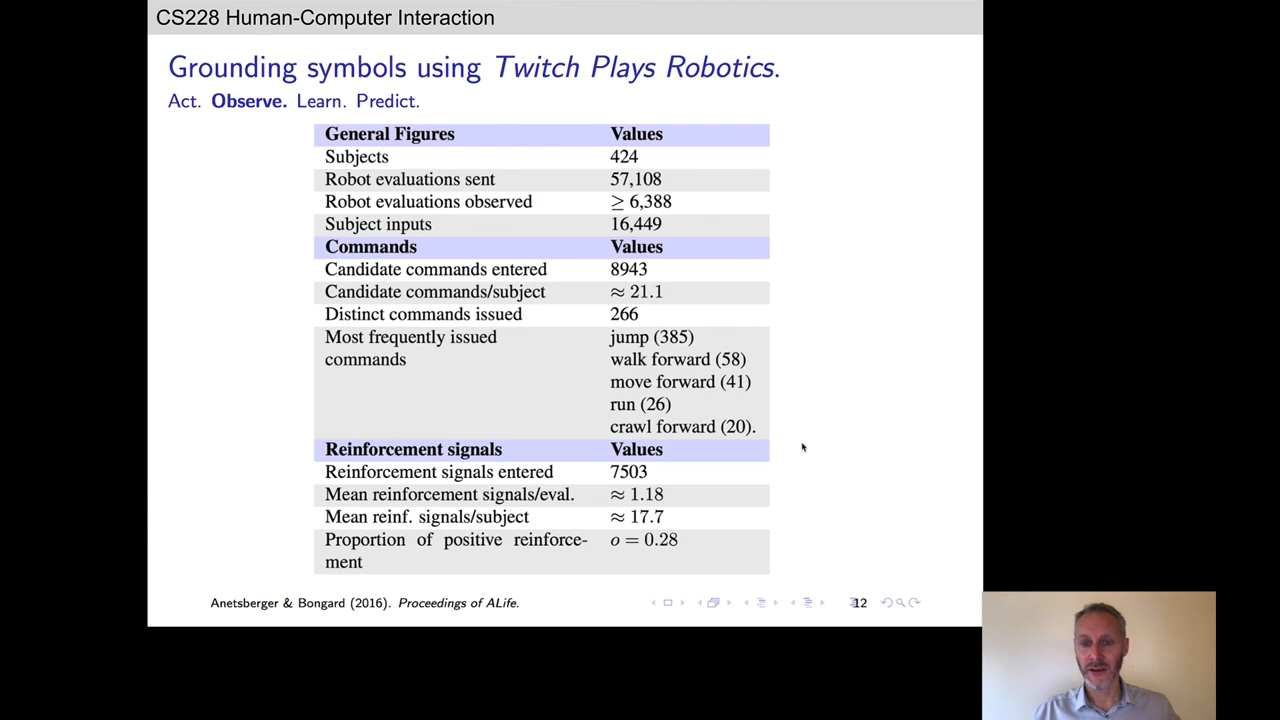 CS228 Human-Computer Interaction
Grounding symbols using Twitch Plays Robotics.
Act. Observe. Learn. Predict.
General Figures Values
Subjects 424
Robot evaluations sent 57,108
Robot evaluations observed ≥ 6,388
Subject inputs 16,449
Commands Values
Candidate commands entered 8943
Candidate commands/subject ≈ 21.1
Distinct commands issued 266
Most frequently issued jump (385)
commands walk forward (58)
move forward (41)
run (26)
crawl forward (20).
Reinforcement signals Values
Reinforcement signals entered 7503
Mean reinforcement signals/eval. ≈ 1.18
Mean reinf. signals/subject ≈ 17.7
Proportion of positive reinforce- o = 0.28
ment
Anetsberger & Bongard (2016). Proceedings of ALife. 12